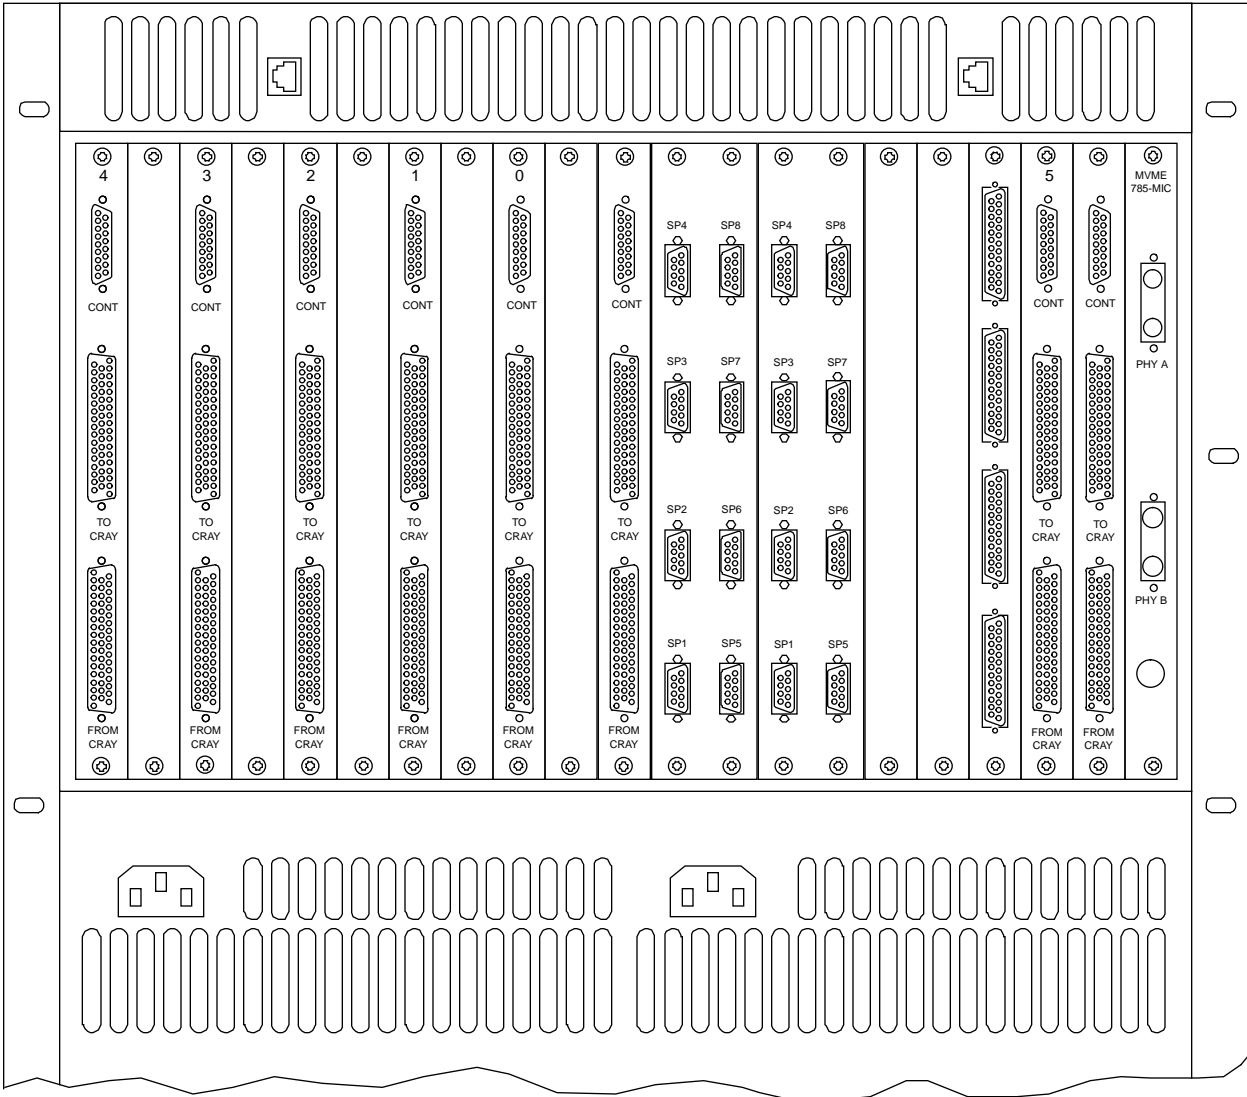 4
3
2
1
0
5
MVME
785-MIC
SP4
SP8
SP4
SP8
CONT
CONT
CONT
CONT
CONT
CONT
CONT
CONT
SP3
SP7
SP3
SP7
PHY A
SP2
SP6
SP2
SP6
TO
CRAY
TO
CRAY
TO
CRAY
TO
CRAY
TO
CRAY
TO
CRAY
TO
CRAY
TO
CRAY
PHY B
SP1
SP5
SP1
SP5
FROM
CRAY
FROM
CRAY
FROM
CRAY
FROM
CRAY
FROM
CRAY
FROM
CRAY
FROM
CRAY
FROM
CRAY